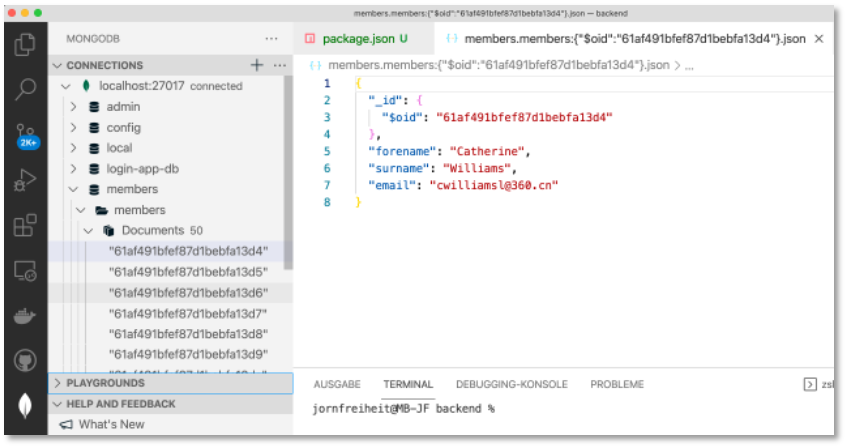 members.members:{"$oid":"61af491bfef87d1bebfa13d4"}.json — backend
MONGODB
package.json U
members.members:{"$oid":"61af491bfef87d1bebfa13d4"}.json
CONNECTIONS
members.members:{"$oid":"61af491bfef87d1bebfa13d4"}.json > ...
localhost:27017 connected
admin
config
local
2K+
login-app-db
members
members
Documents 50
"61af491bfef87d1bebfa13d4"
"61af491bfef87d1bebfa13d5"
"61af491bfef87d1bebfa13d6"
"61af491bfef87d1bebfa13d7"
"61af491bfef87d1bebfa13d8"
"61af491bfef87d1bebfa13d9"
1 {
2 "_id": {
3 "$oid": "61af491bfef87d1bebfa13d4"
4 },
5 "forename": "Catherine",
6 "surname": "Williams",
7 "email": "cwilliamsl@360.cn"
8 }
PLAYGROUNDS
HELP AND FEEDBACK
What's New
AUSGABE TERMINAL DEBUGGING-KONSOLE PROBLEME
jornfreiheit@MB-JF backend %